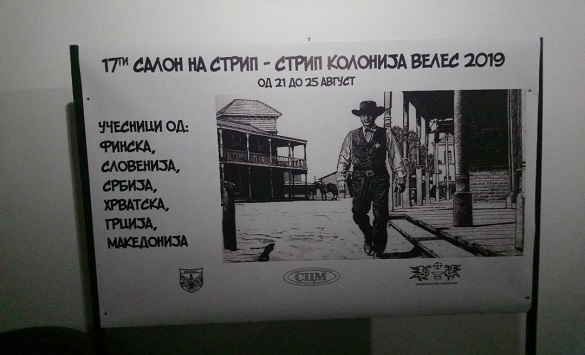 17ТИ САЛОН НА СТРИП - СТРИП КОЛОНИЈА ВЕЛЕС 2019
ОД 21 ДО 25 АВГУСТ
УЧЕСНИЦИ ОД:
ФИНСКА,
СЛОВЕНИЈА,
СРБИЈА,
ХРВАТСКА,
ГРЦИЈА,
МАКЕДОНИЈА
СЦМ